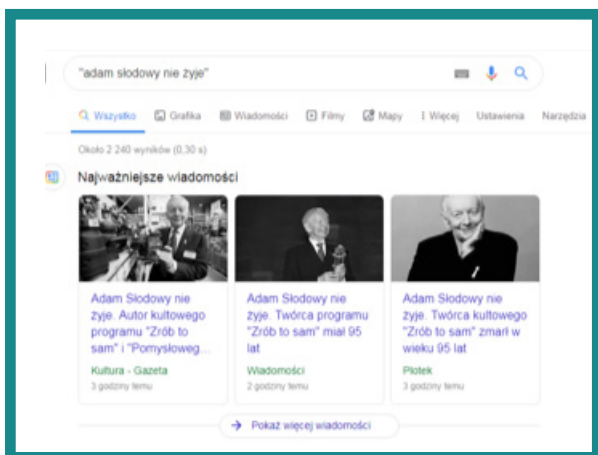 "adam słodowy nie żyje"
Wszystko Grafika Wiadomości Filmy Mapy Więcej Ustawienia Narzędzia
Około 2 240 wyników (0,30 s)
Najważniejsze wiadomości
Adam Słodowy nie
żyje. Autor kultowego
programu "Zrób to
sam" i "Pomysłoweg...
Kultura - Gazeta
3 godziny temu
Adam Słodowy nie
żyje. Twórca programu
"Zrób to sam" miał 95
lat
Wiadomości
2 godziny temu
Adam Słodowy nie
żyje. Twórca kultowego
"Zrób to sam" zmarł w
wieku 95 lat
Plotek
3 godziny temu
Pokaż więcej wiadomości